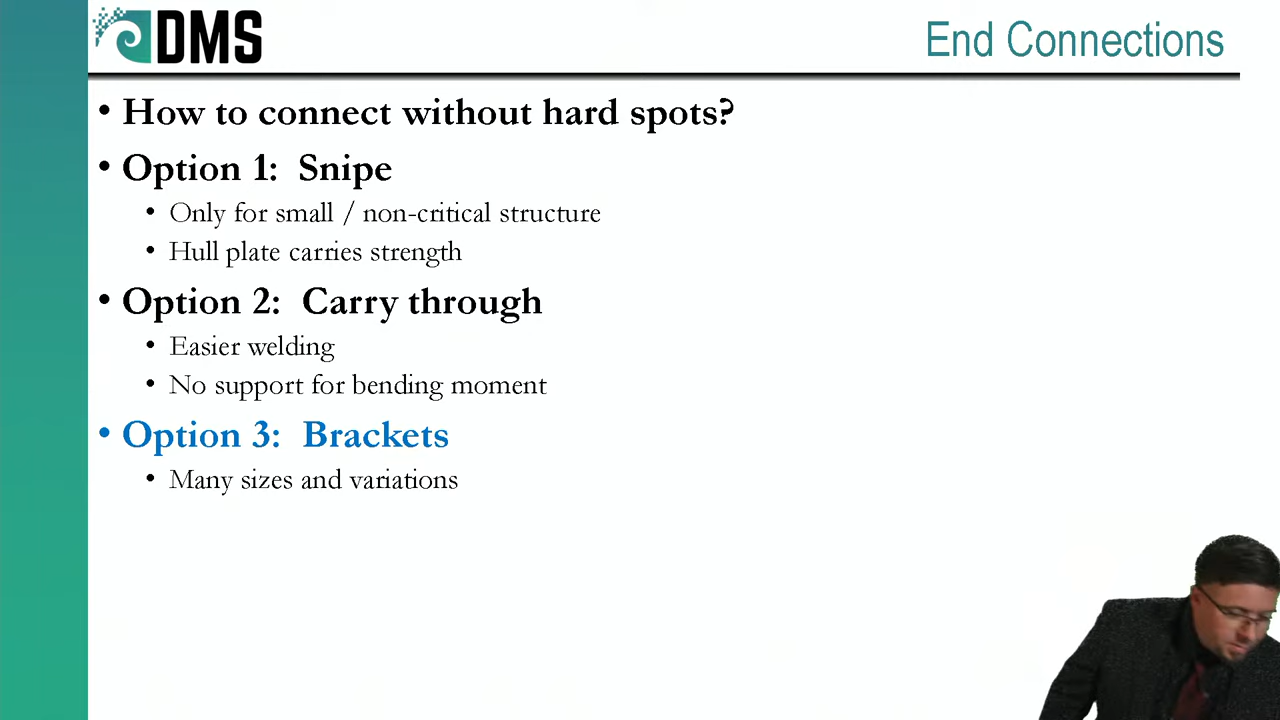 DMS
End Connections
• How to connect without hard spots?
• Option 1: Snipe
• Only for small / non-critical structure
• Hull plate carries strength
• Option 2: Carry through
• Easier welding
• No support for bending moment
• Option 3: Brackets
• Many sizes and variations